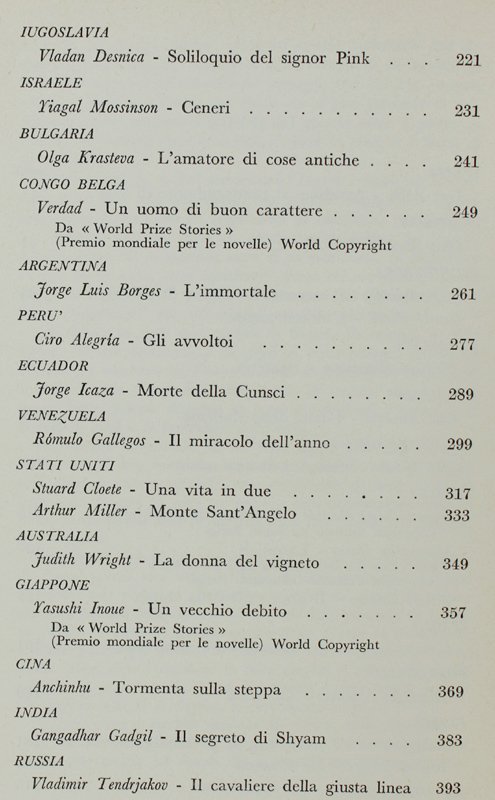 IUGOSLAVIA
Vladan Desnica - Soliloquio del signor Pink . . . 221
ISRAELE
Yiagal Mossinson - Ceneri . . . . . . . . . . . 231
BULGARIA
Olga Krasteva - L'amatore di cose antiche . . . . 241
CONGO BELGA
Verdad - Un uomo di buon carattere . . . . . . 249
Da « World Prize Stories »
(Premio mondiale per le novelle) World Copyright
ARGENTINA
Jorge Luis Borges - L'immortale . . . . . . . . 261
PERU'
Ciro Alegría - Gli avvoltoi . . . . . . . . . . 277
ECUADOR
Jorge Icaza - Morte della Cunsci . . . . . . . . 289
VENEZUELA
Rómulo Gallegos - Il miracolo dell'anno . . . . . 299
STATI UNITI
Stuard Cloete - Una vita in due . . . . . . . . 317
Arthur Miller - Monte Sant'Angelo . . . . . . 333
AUSTRALIA
Judith Wright - La donna del vigneto . . . . . 349
GIAPPONE
Yasushi Inoue - Un vecchio debito . . . . . . . 357
Da « World Prize Stories »
(Premio mondiale per le novelle) World Copyright
CINA
Anchinhu - Tormenta sulla steppa . . . . . . . 369
INDIA
Gangadhar Gadgil - Il segreto di Shyam . . . . 383
RUSSIA
Vladimir Tendrjakov - Il cavaliere della giusta linea 393